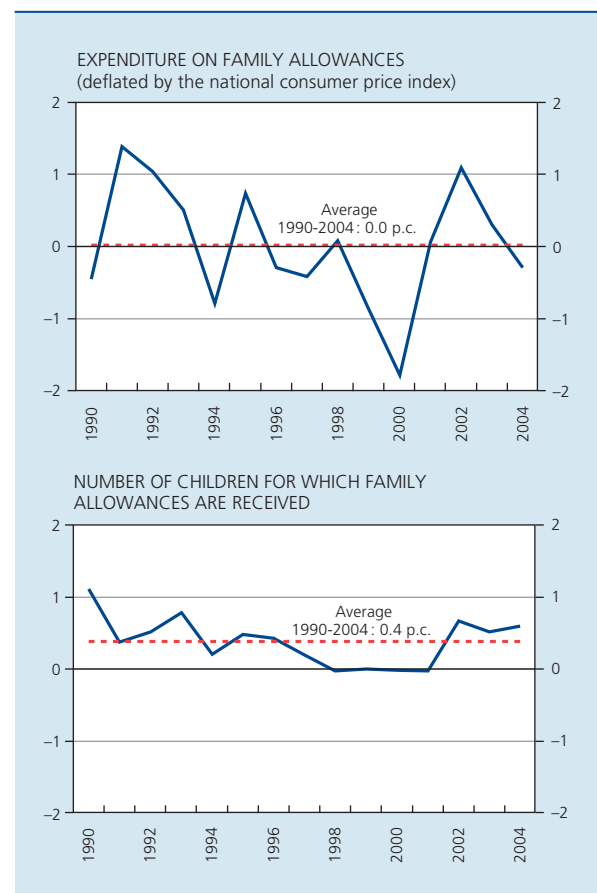 EXPENDITURE ON FAMILY ALLOWANCES
(deflated by the national consumer price index)
2 2
1 1
Average
1990-2004 : 0.0 p.c.
0 0
–1 –1
–2 –2
1990 1992 1994 1996 1998 2000 2002 2004
NUMBER OF CHILDREN FOR WHICH FAMILY
ALLOWANCES ARE RECEIVED
2 2
1 1
Average
1990-2004 : 0.4 p.c.
0 0
–1 –1
–2 –2
1990 1992 1994 1996 1998 2000 2002 2004